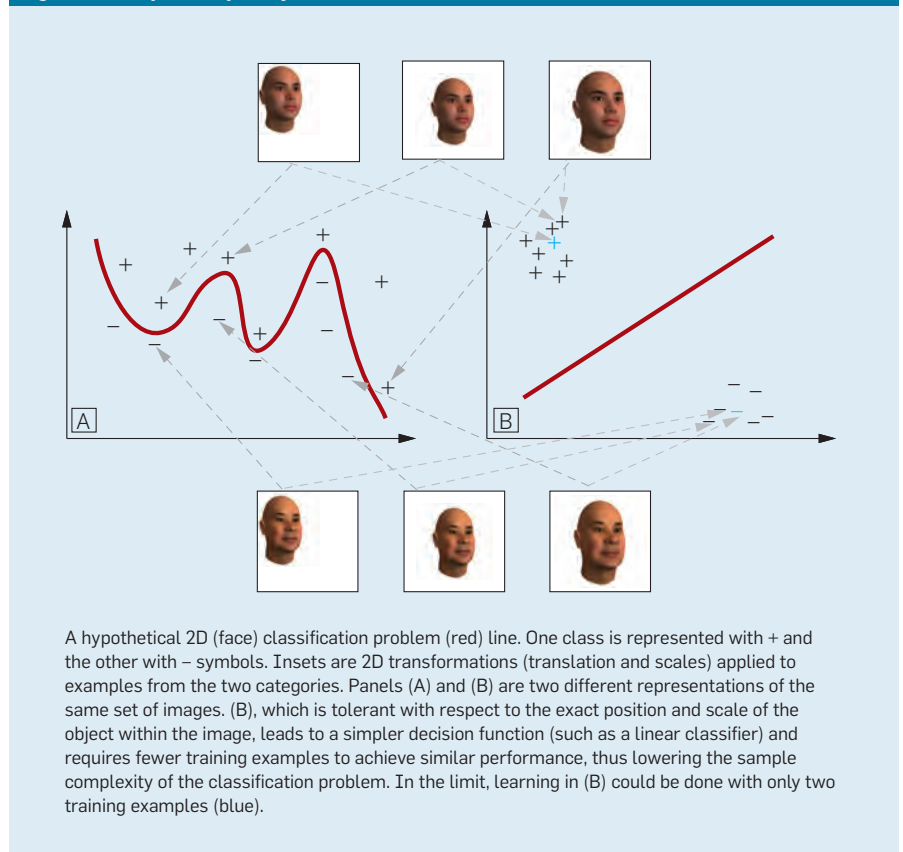 A
B
A hypothetical 2D (face) classification problem (red) line. One class is represented with + and
the other with – symbols. Insets are 2D transformations (translation and scales) applied to
examples from the two categories. Panels (A) and (B) are two different representations of the
same set of images. (B), which is tolerant with respect to the exact position and scale of the
object within the image, leads to a simpler decision function (such as a linear classifier) and
requires fewer training examples to achieve similar performance, thus lowering the sample
complexity of the classification problem. In the limit, learning in (B) could be done with only two
training examples (blue).